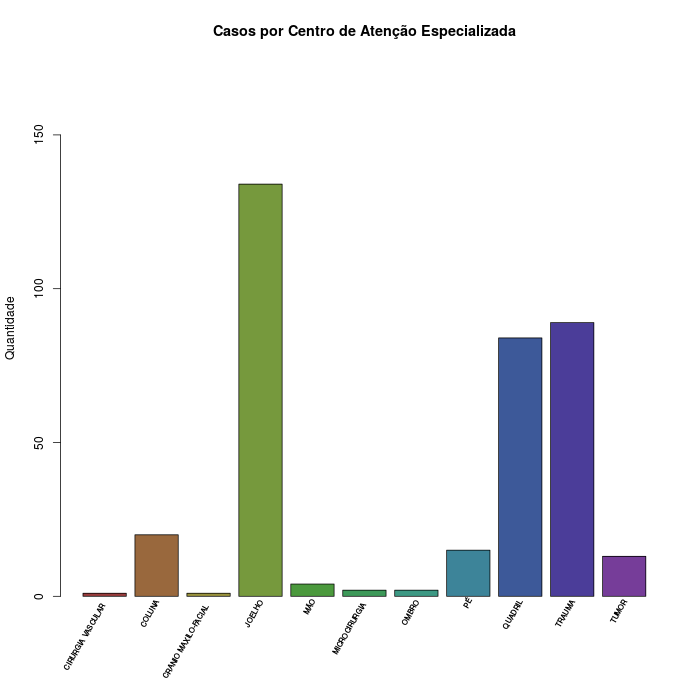 Casos por Centro de Atenção Especializada
Quantidade
150
100
50
0
CIRURGIA VASCULAR
COLUNA
CRANIO MAXILO-FACIAL
JOELHO
MÃO
MICROCIRURGIA
OMBRO
PÉ
QUADRIL
TRAUMA
TUMOR